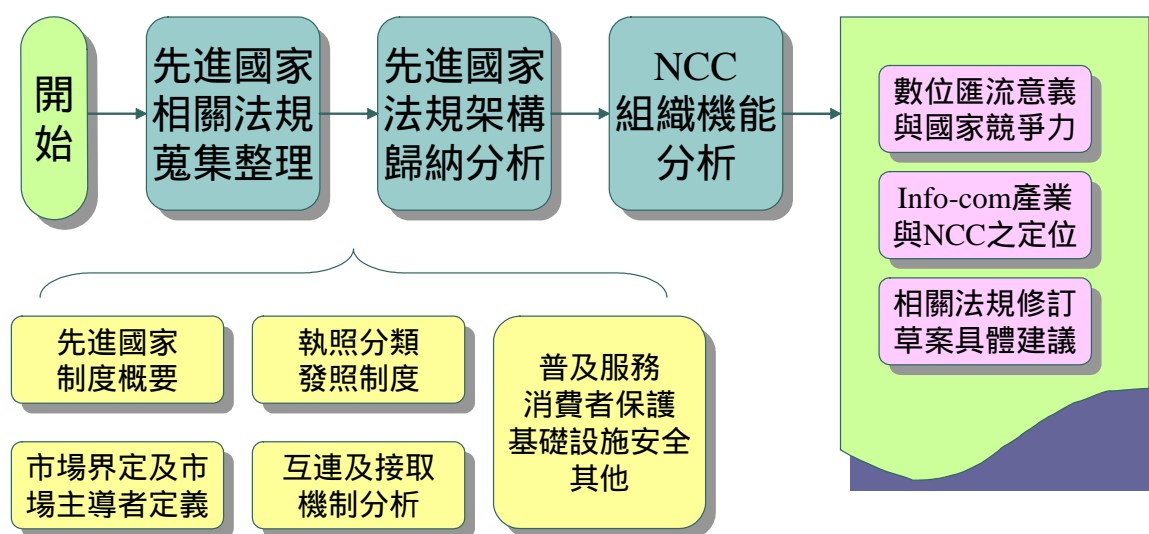 開
始
先進國家
相關法規
蒐集整理
先進國家
法規架構
歸納分析
NCC
組織機能
分析
數位匯流意義
與國家競爭力
Info-com產業
與NCC之定位
相關法規修訂
草案具體建議
先進國家
制度概要
執照分類
發照制度
普及服務
消費者保護
基礎設施安全
其他
市場界定及市
場主導者定義
互連及接取
機制分析